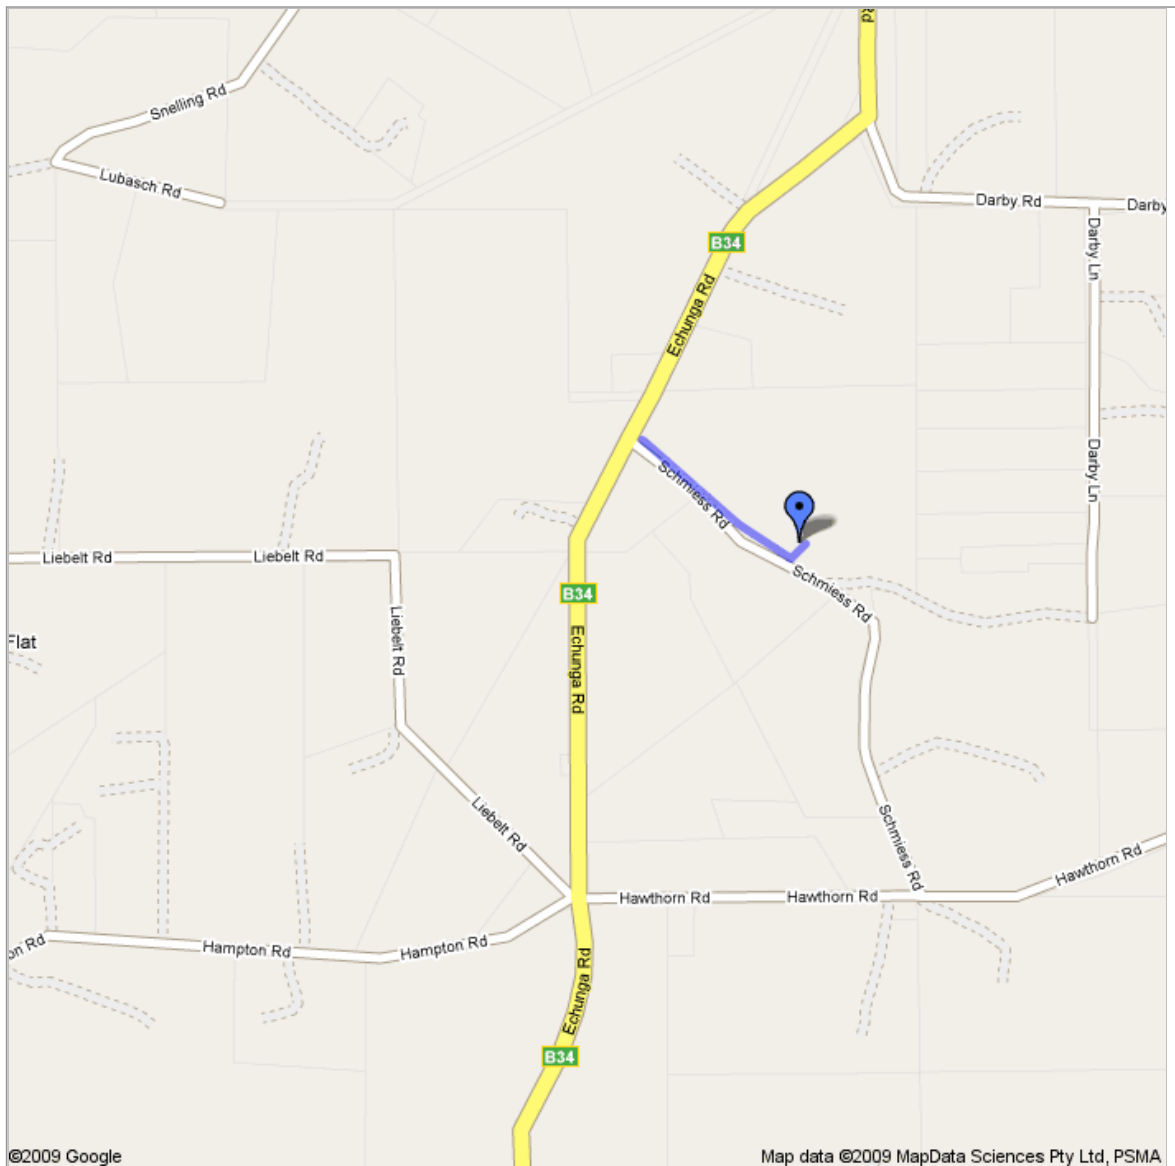 Rd
Snelling Rd
Lubasch Rd
Darby Rd
Darby
Darby Ln
B34
Echunga Rd
Schmiess Rd
Darby Ln
Liebelt Rd
Liebelt Rd
Schmiess Rd
B34
Liebelt Rd
Flat
Echunga Rd
Liebelt Rd
Schmiess Rd
Hawthorn Rd
Hawthorn Rd
Hawthorn Rd
on Rd
Hampton Rd
Hampton Rd
Echunga Rd
B34
©2009 Google
Map data ©2009 MapData Sciences Pty Ltd, PSMA